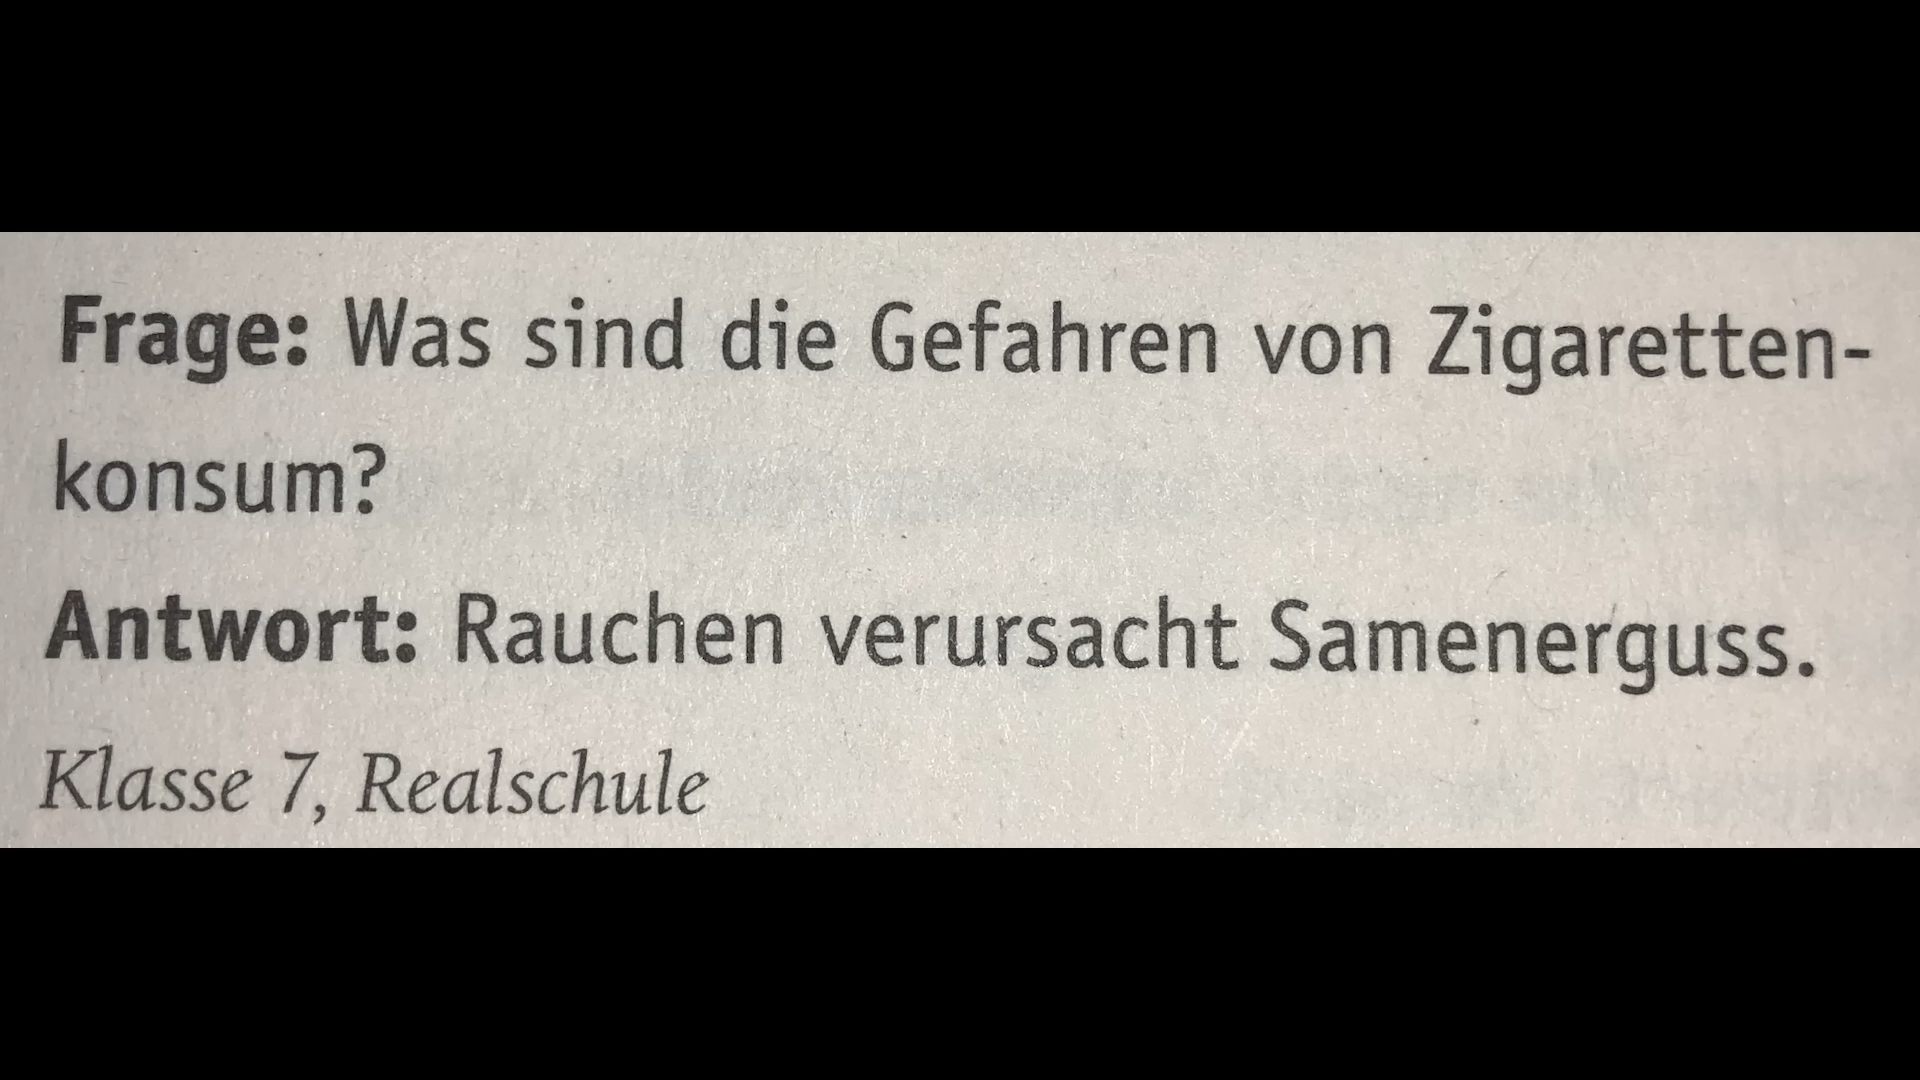 Frage: Was sind die Gefahren von Zigaretten-
konsum?
Antwort: Rauchen verursacht Samenerguss.
Klasse 7, Realschule